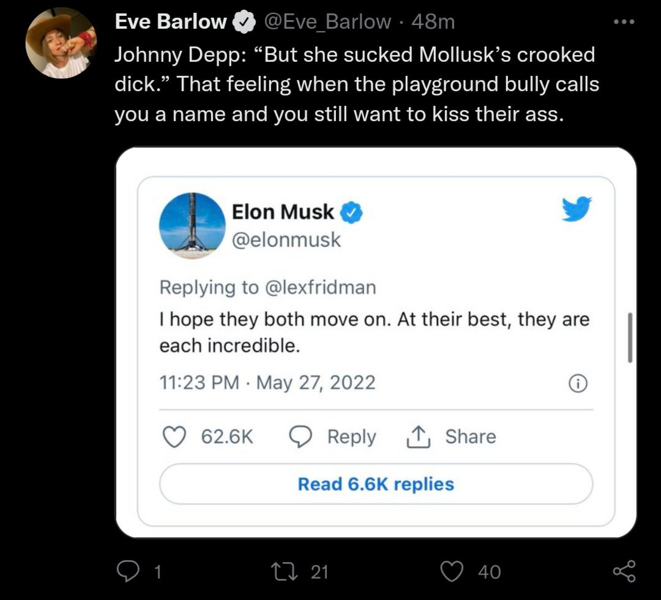 Eve Barlow @Eve_Barlow · 48m
Johnny Depp: “But she sucked Mollusk’s crooked
dick.” That feeling when the playground bully calls
you a name and you still want to kiss their ass.
Elon Musk
@elonmusk
Replying to @lexfridman
I hope they both move on. At their best, they are
each incredible.
11:23 PM · May 27, 2022
62.6K Reply Share
Read 6.6K replies
1 21 40